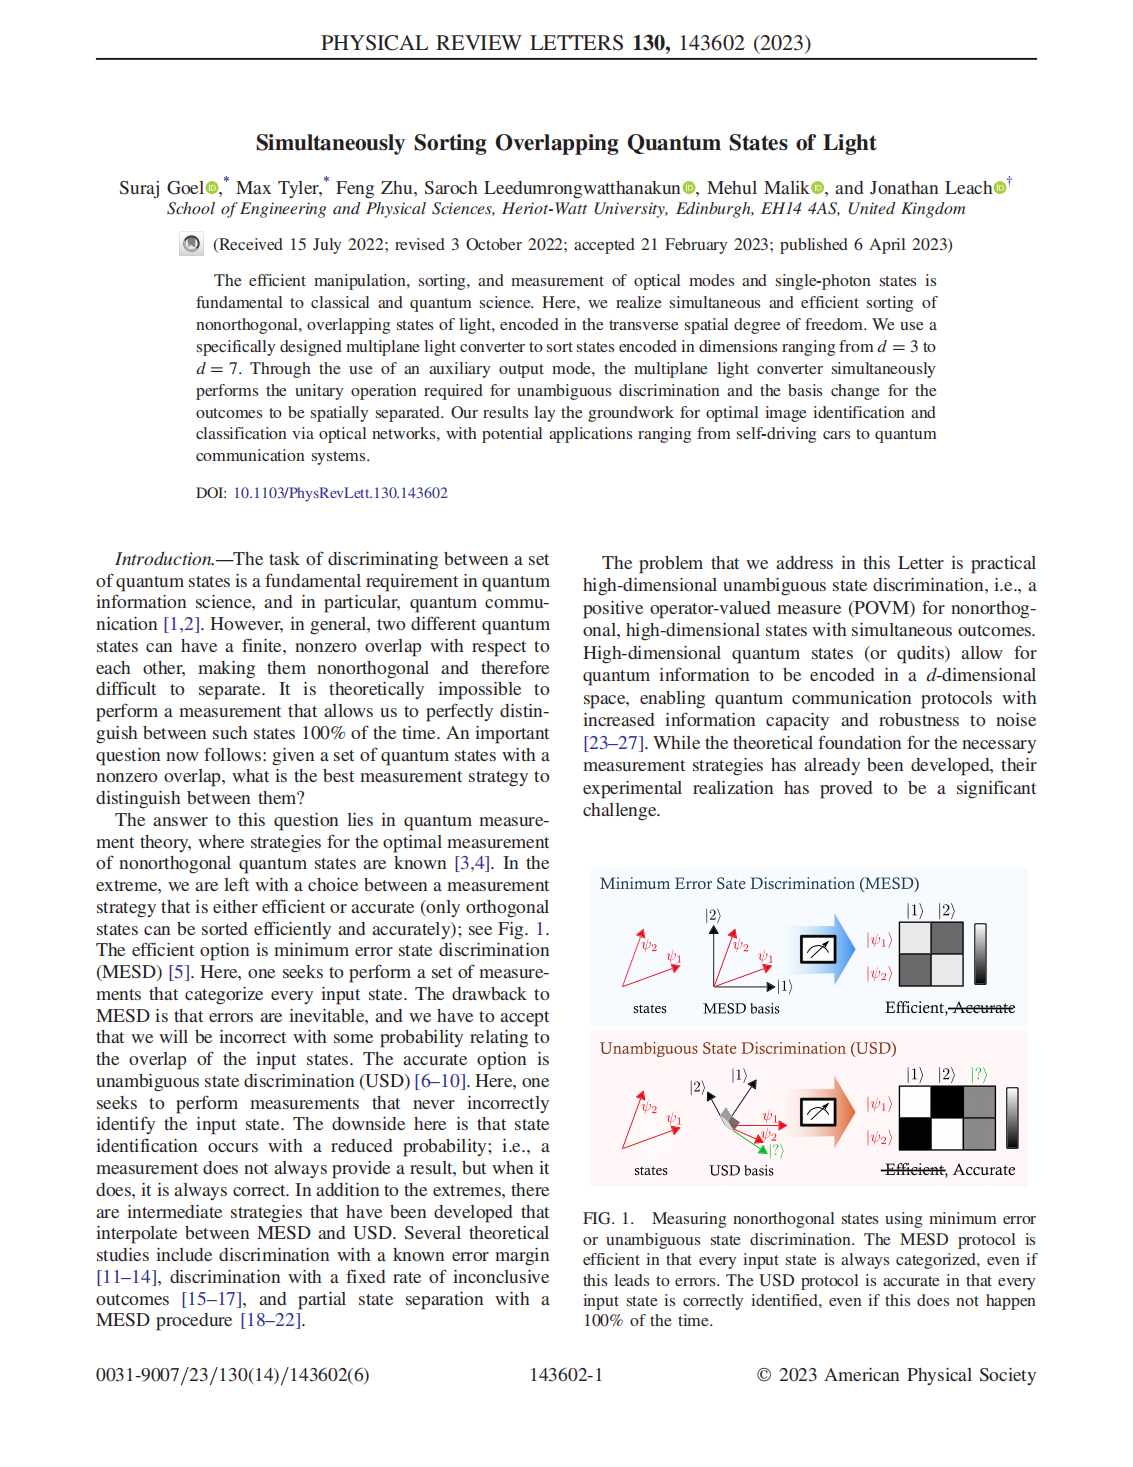 PHYSICAL REVIEW LETTERS 130, 143602 (2023)
Simultaneously Sorting Overlapping Quantum States of Light
Suraj Goel,* Max Tyler,* Feng Zhu, Saroch Leedumrongwatthanakun, Mehul Malik, and Jonathan Leach†
School of Engineering and Physical Sciences, Heriot-Watt University, Edinburgh, EH14 4AS, United Kingdom
(Received 15 July 2022; revised 3 October 2022; accepted 21 February 2023; published 6 April 2023)
The efficient manipulation, sorting, and measurement of optical modes and single-photon states is
fundamental to classical and quantum science. Here, we realize simultaneous and efficient sorting of
nonorthogonal, overlapping states of light, encoded in the transverse spatial degree of freedom. We use a
specifically designed multiplane light converter to sort states encoded in dimensions ranging from d = 3 to
d = 7. Through the use of an auxiliary output mode, the multiplane light converter simultaneously
performs the unitary operation required for unambiguous discrimination and the basis change for the
outcomes to be spatially separated. Our results lay the groundwork for optimal image identification and
classification via optical networks, with potential applications ranging from self-driving cars to quantum
communication systems.
DOI: 10.1103/PhysRevLett.130.143602
Introduction.—The task of discriminating between a set
of quantum states is a fundamental requirement in quantum
information science, and in particular, quantum commu-
nication [1,2]. However, in general, two different quantum
states can have a finite, nonzero overlap with respect to
each other, making them nonorthogonal and therefore
difficult to separate. It is theoretically impossible to
perform a measurement that allows us to perfectly distin-
guish between such states 100% of the time. An important
question now follows: given a set of quantum states with a
nonzero overlap, what is the best measurement strategy to
distinguish between them?
The answer to this question lies in quantum measure-
ment theory, where strategies for the optimal measurement
of nonorthogonal quantum states are known [3,4]. In the
extreme, we are left with a choice between a measurement
strategy that is either efficient or accurate (only orthogonal
states can be sorted efficiently and accurately); see Fig. 1.
The efficient option is minimum error state discrimination
(MESD) [5]. Here, one seeks to perform a set of measure-
ments that categorize every input state. The drawback to
MESD is that errors are inevitable, and we have to accept
that we will be incorrect with some probability relating to
the overlap of the input states. The accurate option is
unambiguous state discrimination (USD) [6–10]. Here, one
seeks to perform measurements that never incorrectly
identify the input state. The downside here is that state
identification occurs with a reduced probability; i.e., a
measurement does not always provide a result, but when it
does, it is always correct. In addition to the extremes, there
are intermediate strategies that have been developed that
interpolate between MESD and USD. Several theoretical
studies include discrimination with a known error margin
[11–14], discrimination with a fixed rate of inconclusive
outcomes [15–17], and partial state separation with a
MESD procedure [18–22].
The problem that we address in this Letter is practical
high-dimensional unambiguous state discrimination, i.e., a
positive operator-valued measure (POVM) for nonorthog-
onal, high-dimensional states with simultaneous outcomes.
High-dimensional quantum states (or qudits) allow for
quantum information to be encoded in a d-dimensional
space, enabling quantum communication protocols with
increased information capacity and robustness to noise
[23–27]. While the theoretical foundation for the necessary
measurement strategies has already been developed, their
experimental realization has proved to be a significant
challenge.
Minimum Error Sate Discrimination (MESD)
|2⟩ |1⟩ |2⟩
ψ2 ψ2 |ψ1⟩
ψ1 ψ1 |ψ2⟩
|1⟩
states MESD basis Efficient, Accurate
Unambiguous State Discrimination (USD)
|2⟩ |1⟩ |1⟩ |2⟩ |?⟩
ψ2 ψ1 |ψ1⟩
ψ1 ψ2 |ψ2⟩
|?⟩
states USD basis Efficient, Accurate
FIG. 1. Measuring nonorthogonal states using minimum error
or unambiguous state discrimination. The MESD protocol is
efficient in that every input state is always categorized, even if
this leads to errors. The USD protocol is accurate in that every
input state is correctly identified, even if this does not happen
100% of the time.
0031-9007/23/130(14)/143602(6) 143602-1 © 2023 American Physical Society